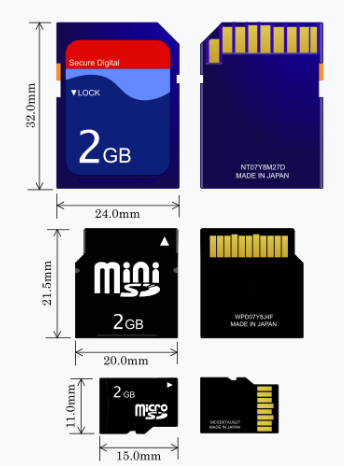 32.0mm
Secure Digital
▼LOCK
2GB
24.0mm
NT07Y8M27D
MADE IN JAPAN
21.5mm
mini
SD
2GB
20.0mm
WPD07Y8J4F
MADE IN JAPAN
11.0mm
2GB
Micro
SD
15.0mm
MADE IN JAPAN